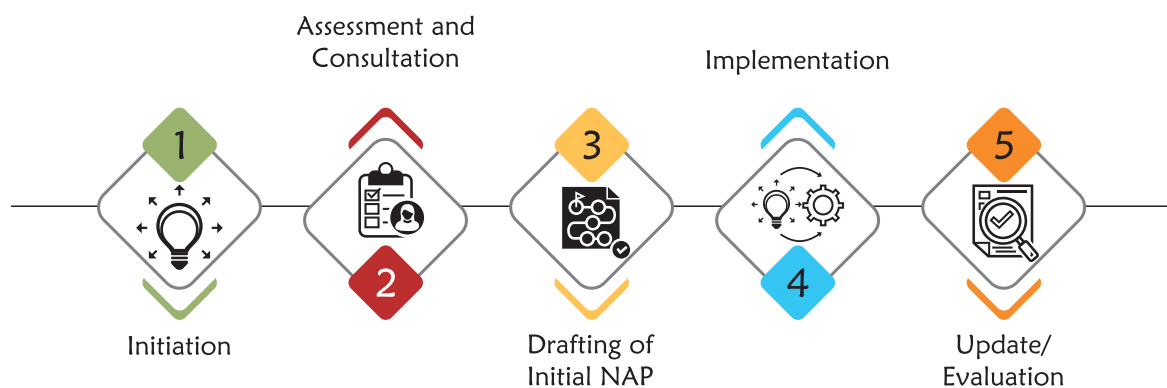 1
Initiation
Assessment and
Consultation
2
3
Drafting of
Initial NAP
Implementation
4
5
Update/
Evaluation